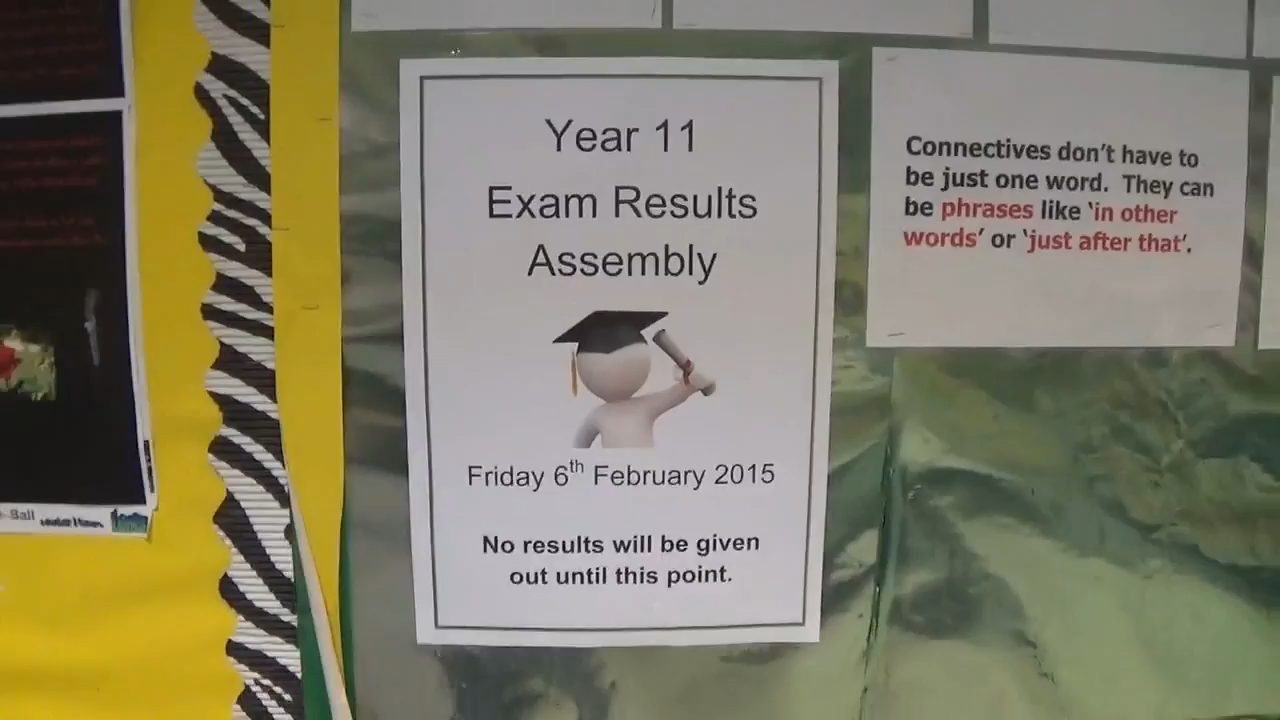 Year 11
Exam Results
Assembly
Friday 6th February 2015
No results will be given
out until this point.
Connectives don't have to
be just one word. They can
be phrases like 'in other
words' or 'just after that'.